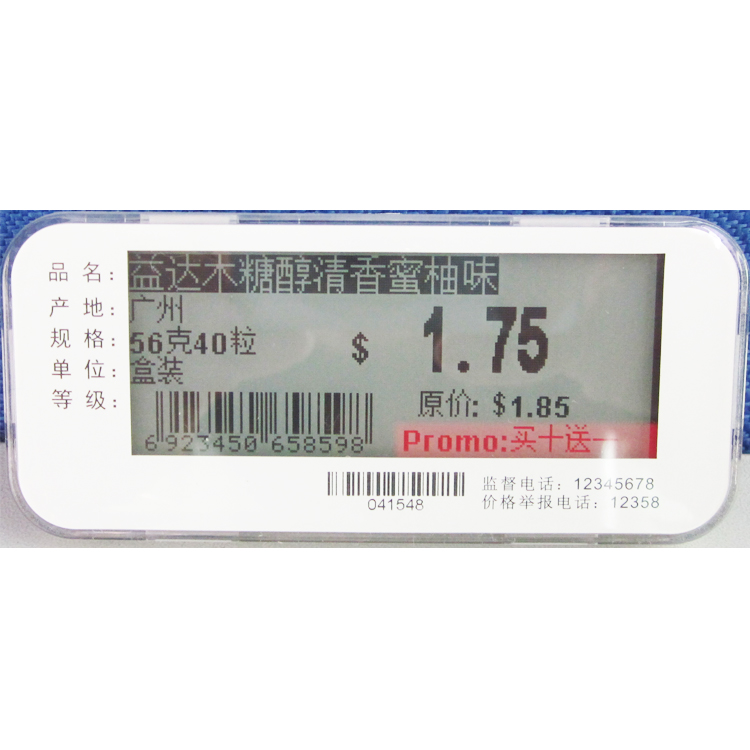 品名：益达木糖醇清香蜜柚味
产地：广州
规格：56克40粒
单位：盒装
等级：
$ 1.75
原价: $1.85
Promo:买十送一
6 923450 658598
041548
监督电话：12345678
价格举报电话：12358